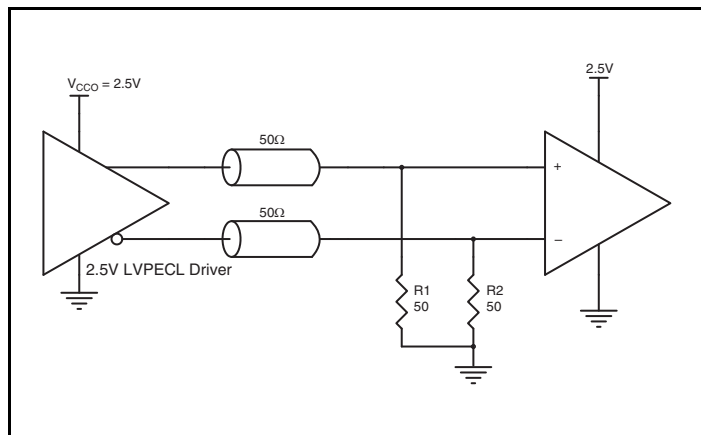 V_CCO = 2.5V
2.5V
50Ω
+
50Ω
−
2.5V LVPECL Driver
R1
50
R2
50